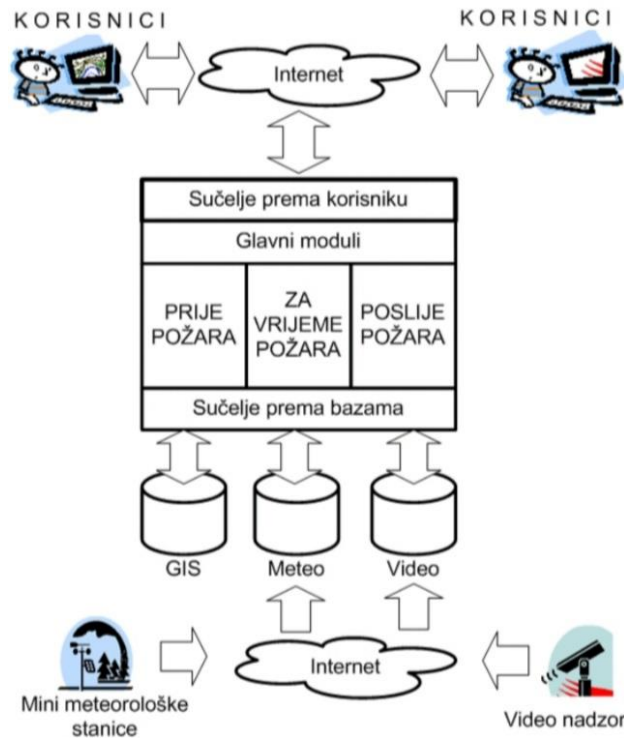 KORISNICI
KORISNICI
Internet
Sučelje prema korisniku
Glavni moduli
PRIJE
POŽARA
ZA
VRIJEME
POŽARA
POSLIJE
POŽARA
Sučelje prema bazama
GIS
Meteo
Video
Internet
Mini meteorološke
stanice
Video nadzor